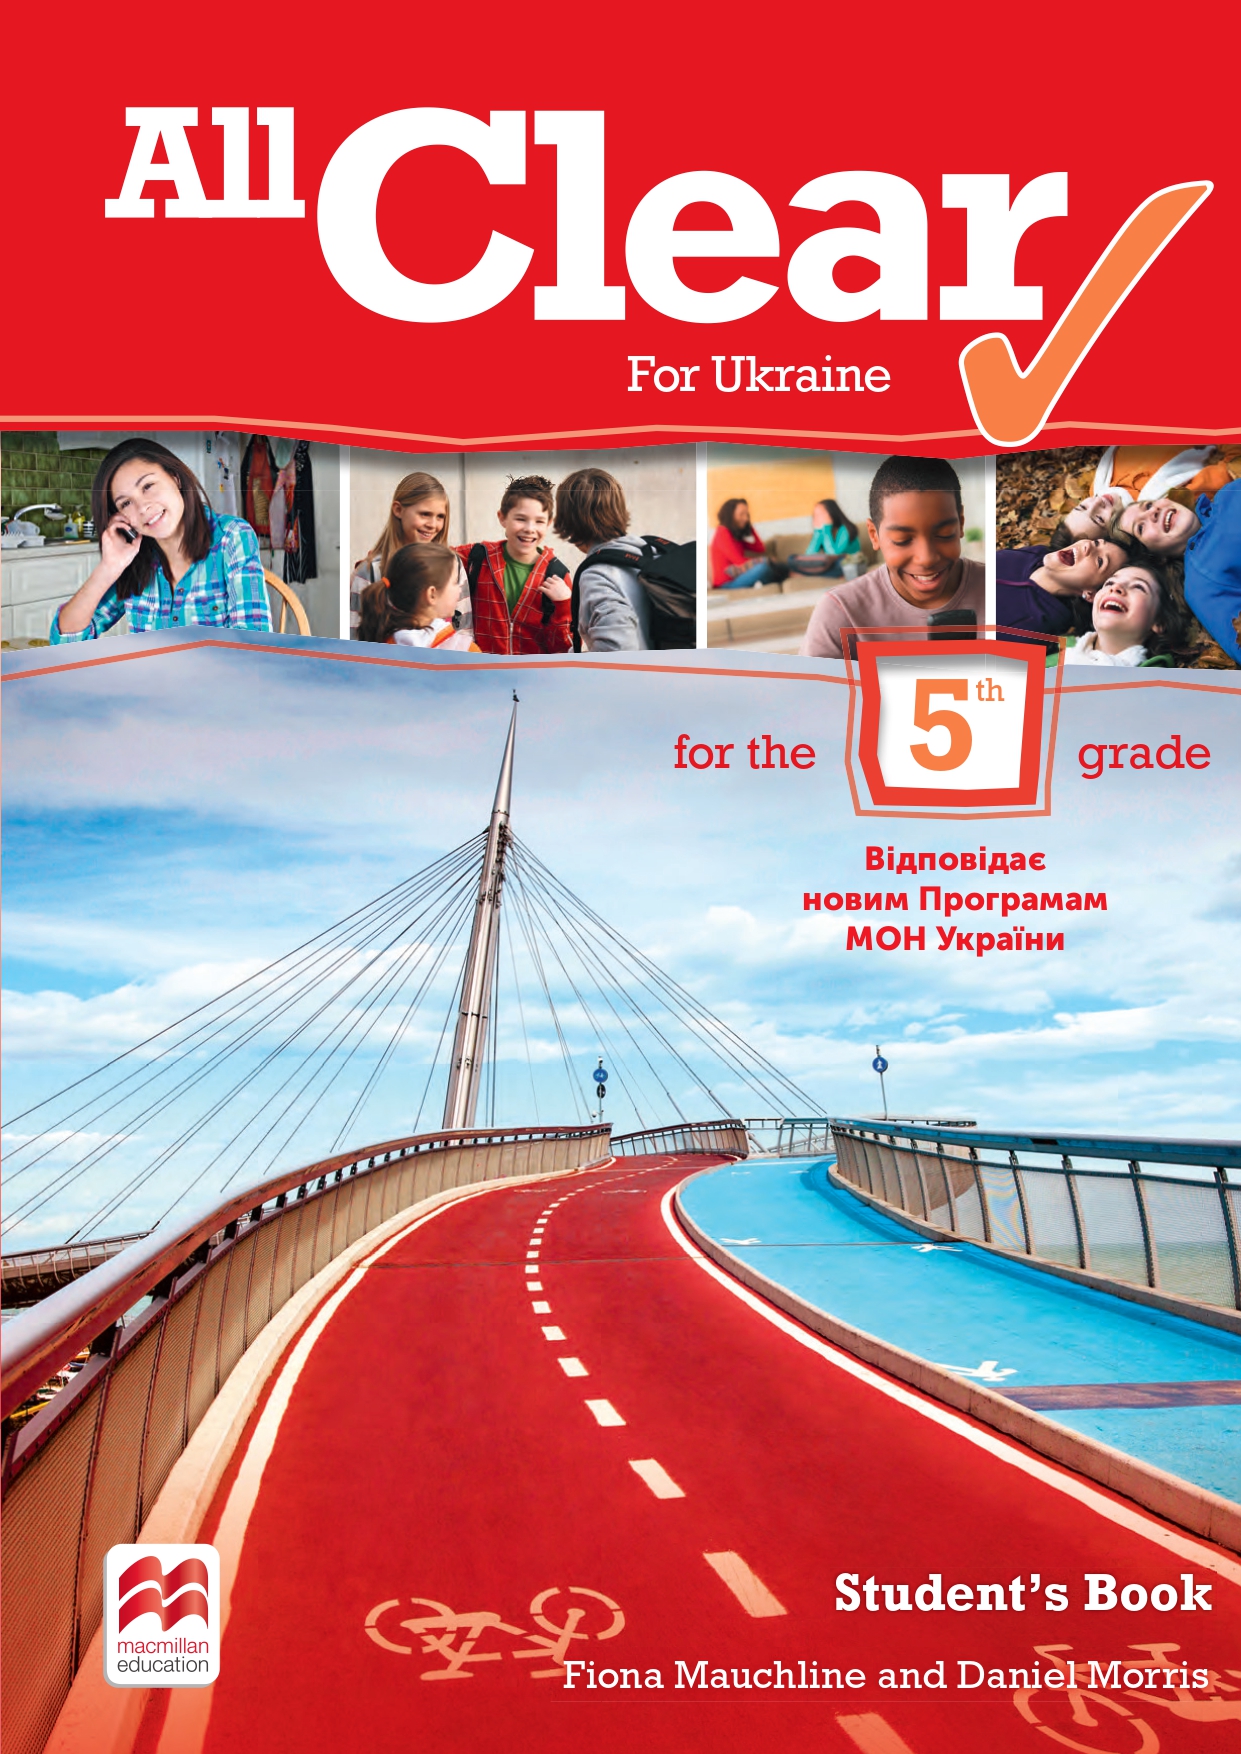 All Clear
For Ukraine
for the 5th grade
Відповідає
новим Програмам
МОН України
Student's Book
Fiona Mauchline and Daniel Morris
macmillan
education